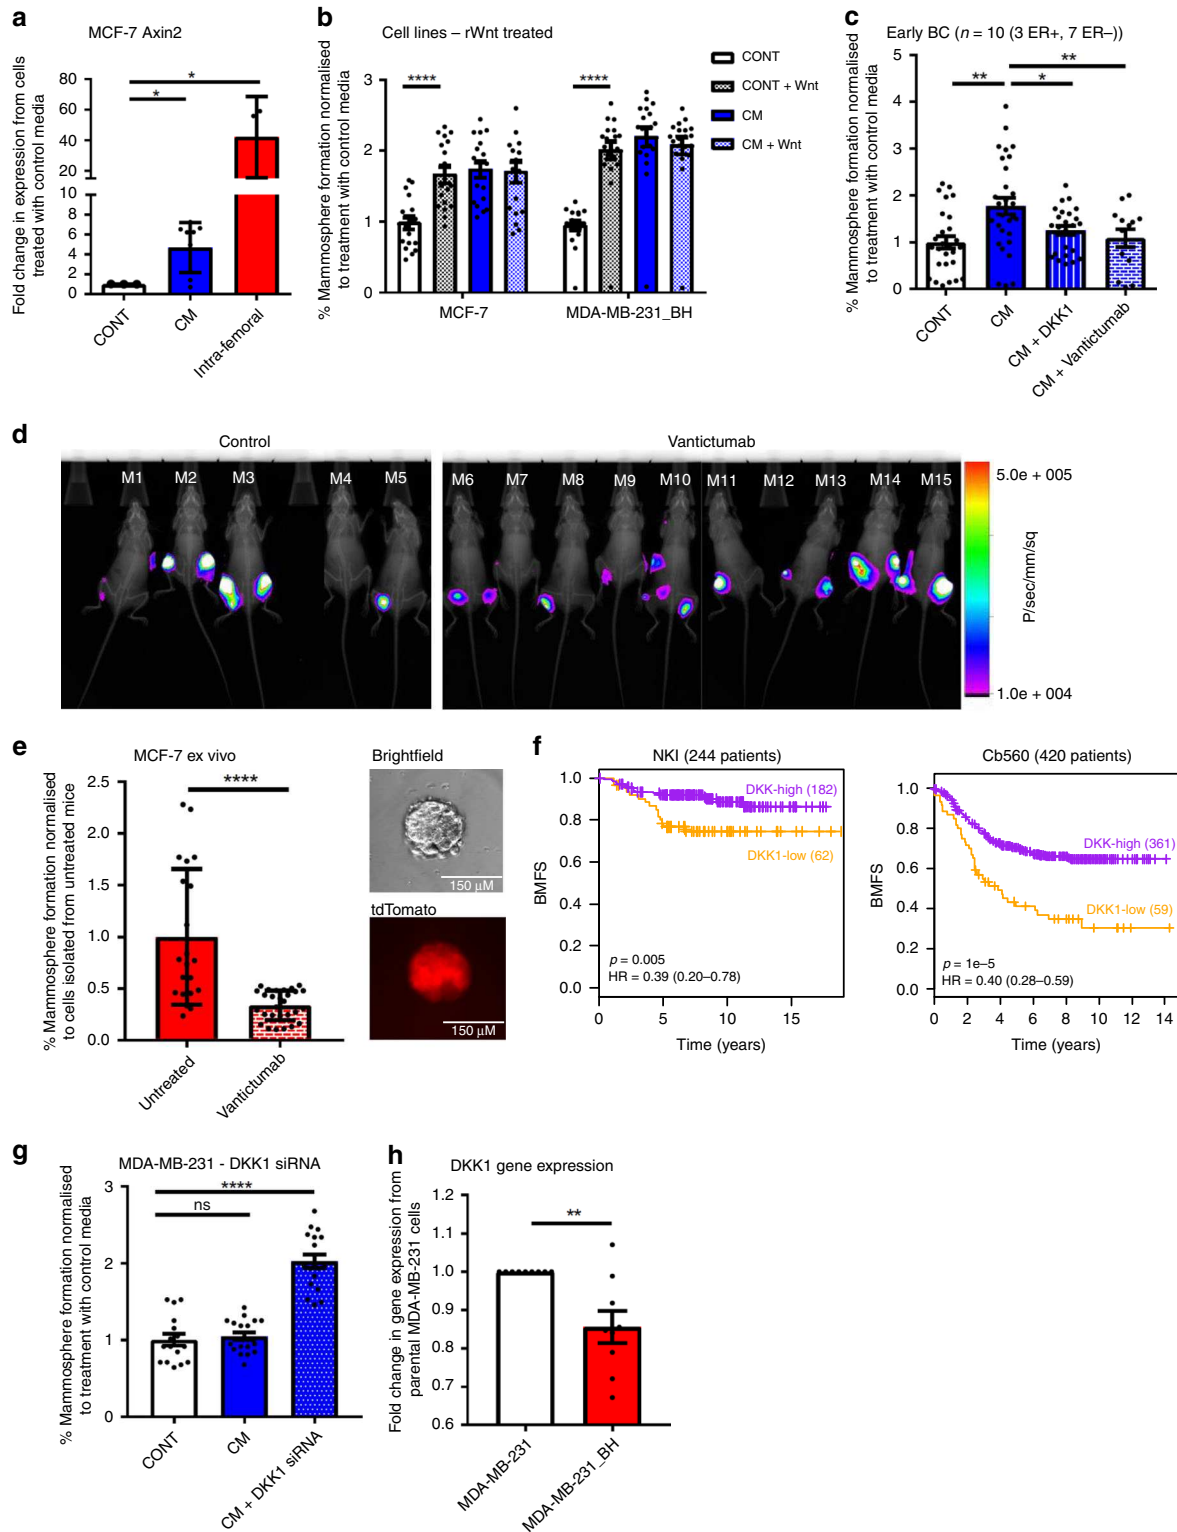 a
MCF-7 Axin2
Fold change in expression from cells
treated with control media
80
60
40
20
10
8
6
4
2
0
*
*
CONT
CM
Intra-femoral
b
Cell lines – rWnt treated
% Mammosphere formation normalised
to treatment with control media
3
2
1
0
****
****
MCF-7
MDA-MB-231_BH
CONT
CONT + Wnt
CM
CM + Wnt
c
Early BC (n = 10 (3 ER+, 7 ER–))
% Mammosphere formation normalised
to treatment with control media
5
4
3
2
1
0
**
**
*
CONT
CM
CM + DKK1
CM + Vantictumab
d
Control
Vantictumab
M1
M2
M3
M4
M5
M6
M7
M8
M9
M10
M11
M12
M13
M14
M15
5.0e + 005
P/sec/mm/sq
1.0e + 004
e
MCF-7 ex vivo
% Mammosphere formation normalised
to cells isolated from untreated mice
2.5
2.0
1.5
1.0
0.5
0.0
****
Untreated
Vantictumab
Brightfield
150 µM
tdTomato
150 µM
f
NKI (244 patients)
BMFS
1.0
0.8
0.6
0.4
0.2
0.0
DKK-high (182)
DKK1-low (62)
p = 0.005
HR = 0.39 (0.20–0.78)
0
5
10
15
Time (years)
Cb560 (420 patients)
BMFS
1.0
0.8
0.6
0.4
0.2
0.0
DKK-high (361)
DKK1-low (59)
p = 1e–5
HR = 0.40 (0.28–0.59)
0
2
4
6
8
10
12
14
Time (years)
g
MDA-MB-231 - DKK1 siRNA
% Mammosphere formation normalised
to treatment with control media
3
2
1
0
****
ns
CONT
CM
CM + DKK1 siRNA
h
DKK1 gene expression
Fold change in gene expression from
parental MDA-MB-231 cells
1.2
1.1
1.0
0.9
0.8
0.7
0.6
**
MDA-MB-231
MDA-MB-231_BH